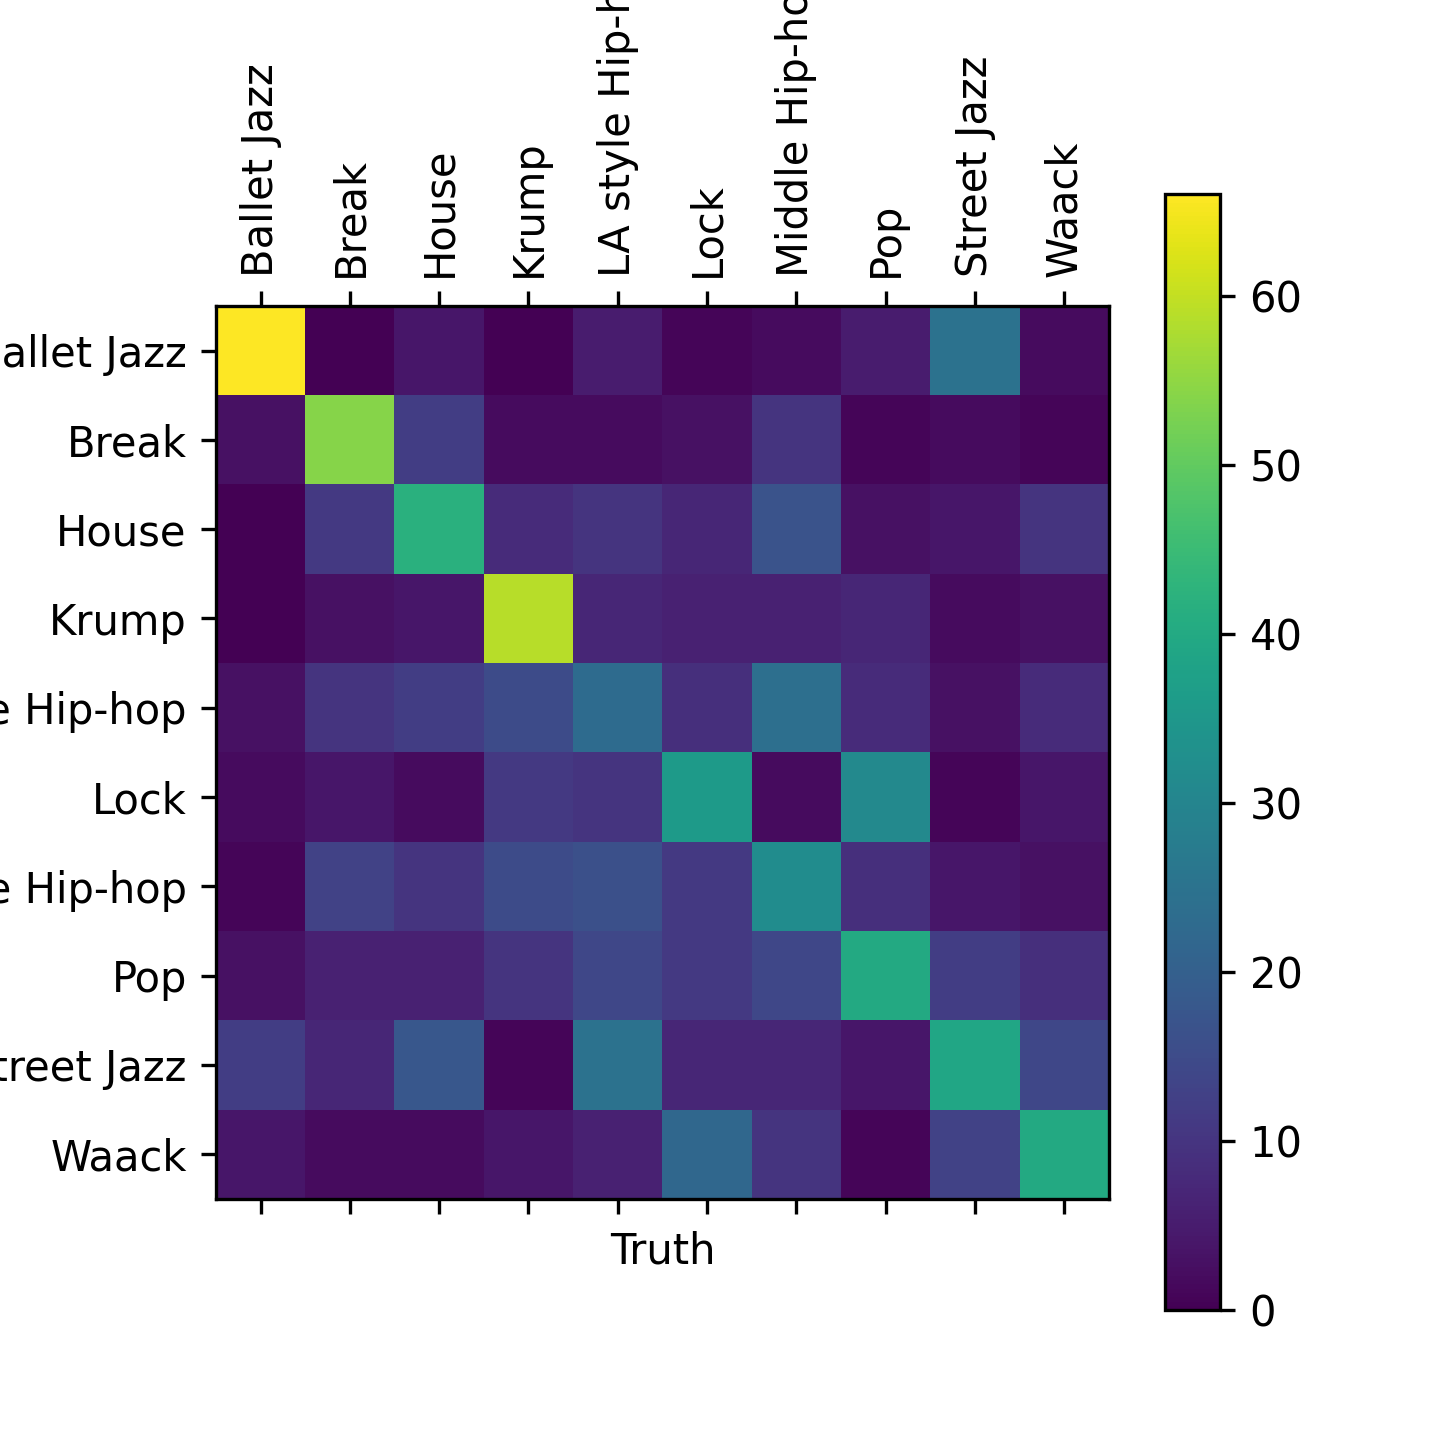 Ballet Jazz
Break
House
Krump
LA style Hip-h
Lock
Middle Hip-ho
Pop
Street Jazz
Waack
allet Jazz
Break
House
Krump
e Hip-hop
Lock
e Hip-hop
Pop
treet Jazz
Waack
Truth
60
50
40
30
20
10
0